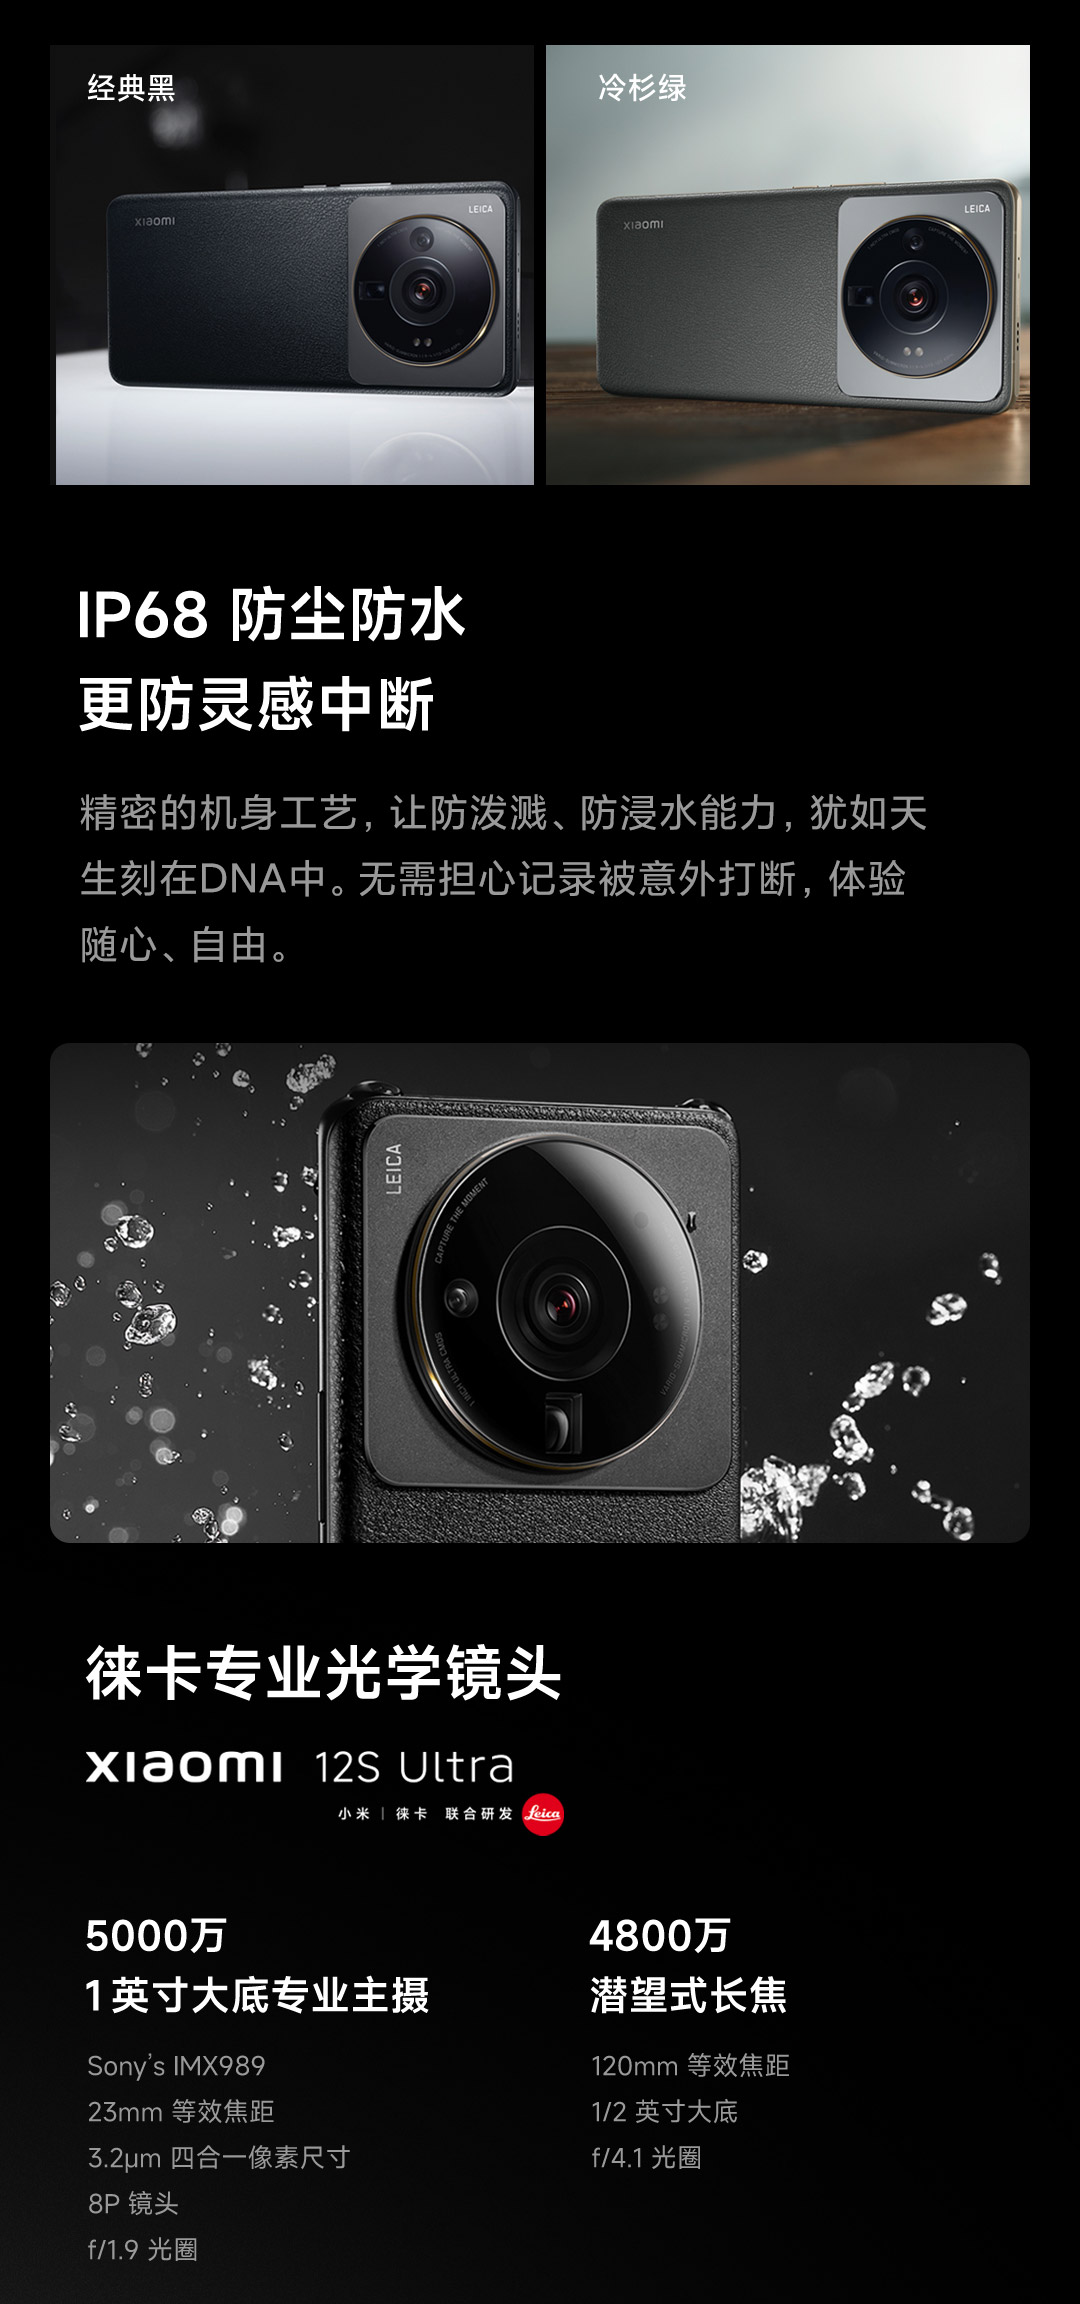 经典黑
冷杉绿
xiaomi
LEICA
xiaomi
LEICA
IP68 防尘防水
更防灵感中断
精密的机身工艺，让防泼溅、防浸水能力，犹如天
生刻在DNA中。无需担心记录被意外打断，体验
随心、自由。
LEICA
CAPTURE THE MOMENT
1 INCH ULTRA CMOS
徕卡专业光学镜头
xiaomi 12S Ultra
小米 | 徕卡 联合研发 Leica
5000万
1英寸大底专业主摄
Sony's IMX989
23mm 等效焦距
3.2μm 四合一像素尺寸
8P 镜头
f/1.9 光圈
4800万
潜望式长焦
120mm 等效焦距
1/2 英寸大底
f/4.1 光圈